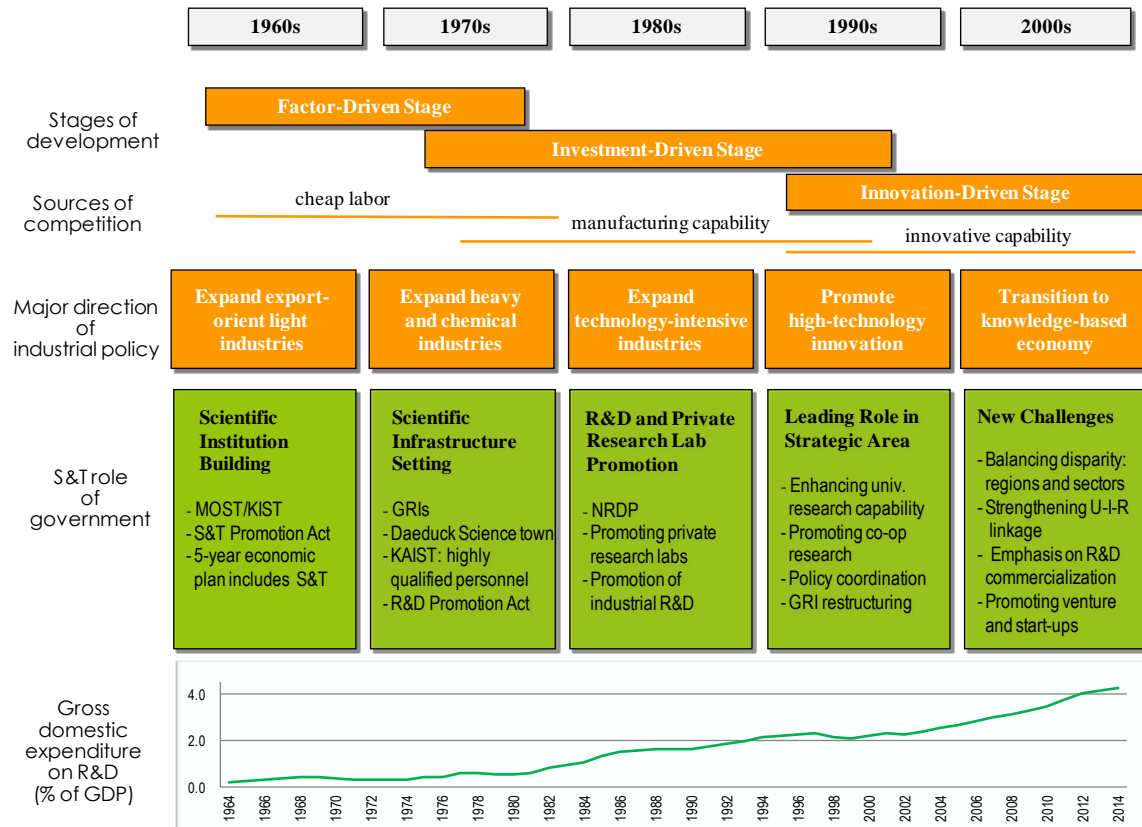 1960s
1970s
1980s
1990s
2000s
Stages of
development
Factor-Driven Stage
Investment-Driven Stage
Innovation-Driven Stage
Sources of
competition
cheap labor
manufacturing capability
innovative capability
Major direction
of
industrial policy
Expand export-
orient light
industries
Expand heavy
and chemical
industries
Expand
technology-intensive
industries
Promote
high-technology
innovation
Transition to
knowledge-based
economy
S&T role
of
government
Scientific
Institution
Building
- MOST/KIST
- S&T Promotion Act
- 5-year economic
plan includes S&T
Scientific
Infrastructure
Setting
- GRIs
- Daeduck Science town
- KAIST: highly
qualified personnel
- R&D Promotion Act
R&D and Private
Research Lab
Promotion
- NRDP
- Promoting private
research labs
- Promotion of
industrial R&D
Leading Role in
Strategic Area
- Enhancing univ.
research capability
- Promoting co-op
research
- Policy coordination
- GRI restructuring
New Challenges
- Balancing disparity:
regions and sectors
- Strengthening U-I-R
linkage
- Emphasis on R&D
commercialization
- Promoting venture
and start-ups
Gross
domestic
expenditure
on R&D
(% of GDP)
4.0
2.0
0.0
1964
1966
1968
1970
1972
1974
1976
1978
1980
1982
1984
1986
1988
1990
1992
1994
1996
1998
2000
2002
2004
2006
2008
2010
2012
2014